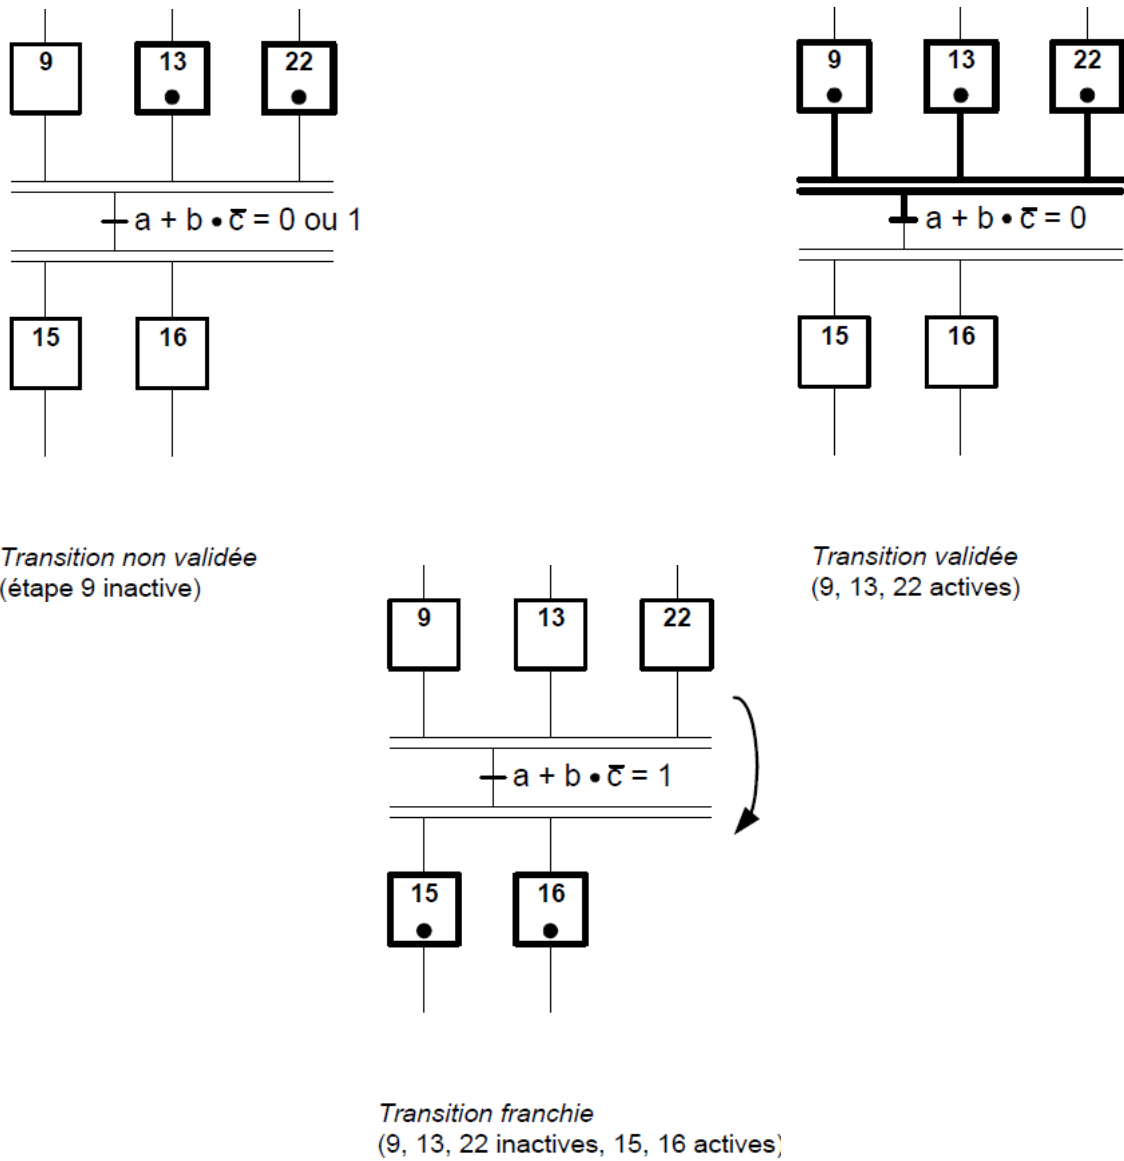 9 13 22
a + b • c̅ = 0 ou 1
15 16
Transition non validée
(étape 9 inactive)
9 13 22
a + b • c̅ = 0
15 16
Transition validée
(9, 13, 22 actives)
9 13 22
a + b • c̅ = 1
15 16
Transition franchie
(9, 13, 22 inactives, 15, 16 actives)